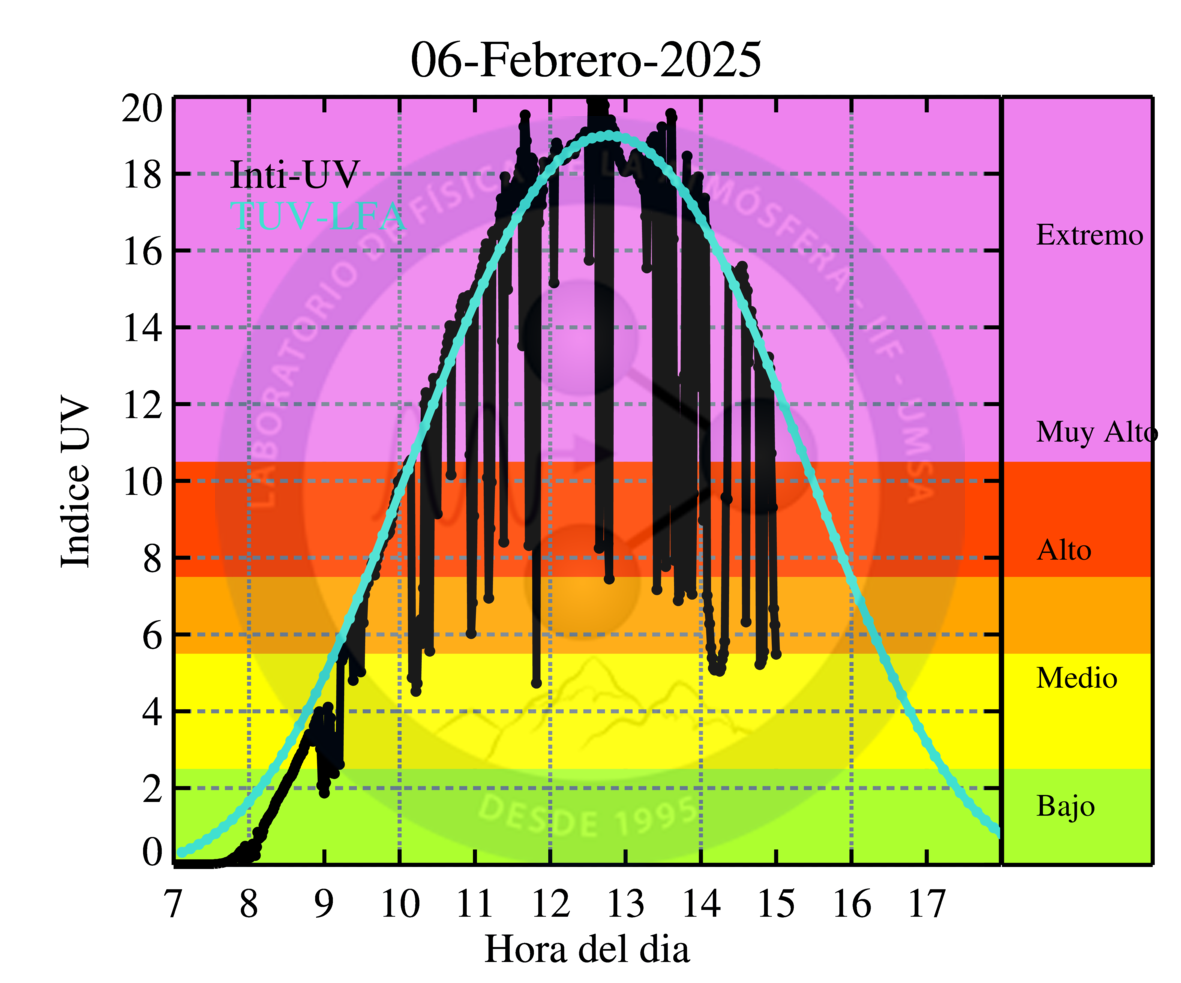 06-Febrero-2025
20
18
16
14
12
10
8
6
4
2
0
Indice UV
Inti-UV
TUV-LFA
LABORATORIO DE FÍSICA DE LA ATMÓSFERA - IIF - UMSA
DESDE 1995
Extremo
Muy Alto
Alto
Medio
Bajo
7 8 9 10 11 12 13 14 15 16 17
Hora del dia